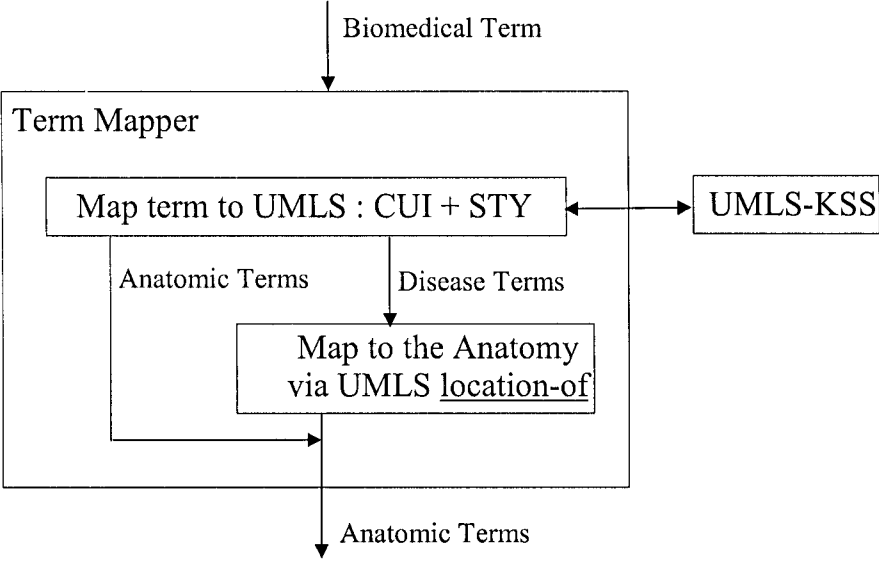 Biomedical Term
Term Mapper
Map term to UMLS : CUI + STY
UMLS-KSS
Anatomic Terms
Disease Terms
Map to the Anatomy
via UMLS location-of
Anatomic Terms